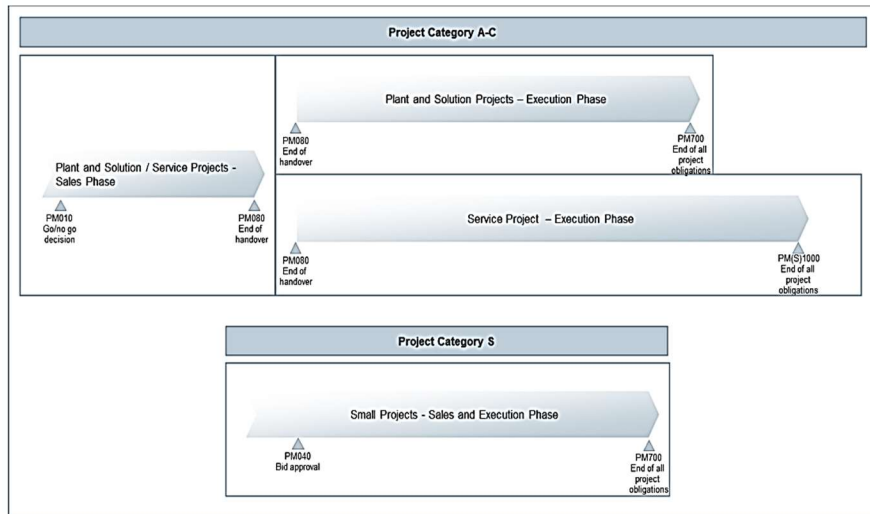 Project Category A-C
Plant and Solution Projects – Execution Phase
PM080
End of
handover
PM700
End of all
project
obligations
Plant and Solution / Service Projects -
Sales Phase
PM010
Go/no go
decision
PM080
End of
handover
Service Project – Execution Phase
PM080
End of
handover
PM(S)1000
End of all
project
obligations
Project Category S
Small Projects - Sales and Execution Phase
PM040
Bid approval
PM700
End of all
project
obligations